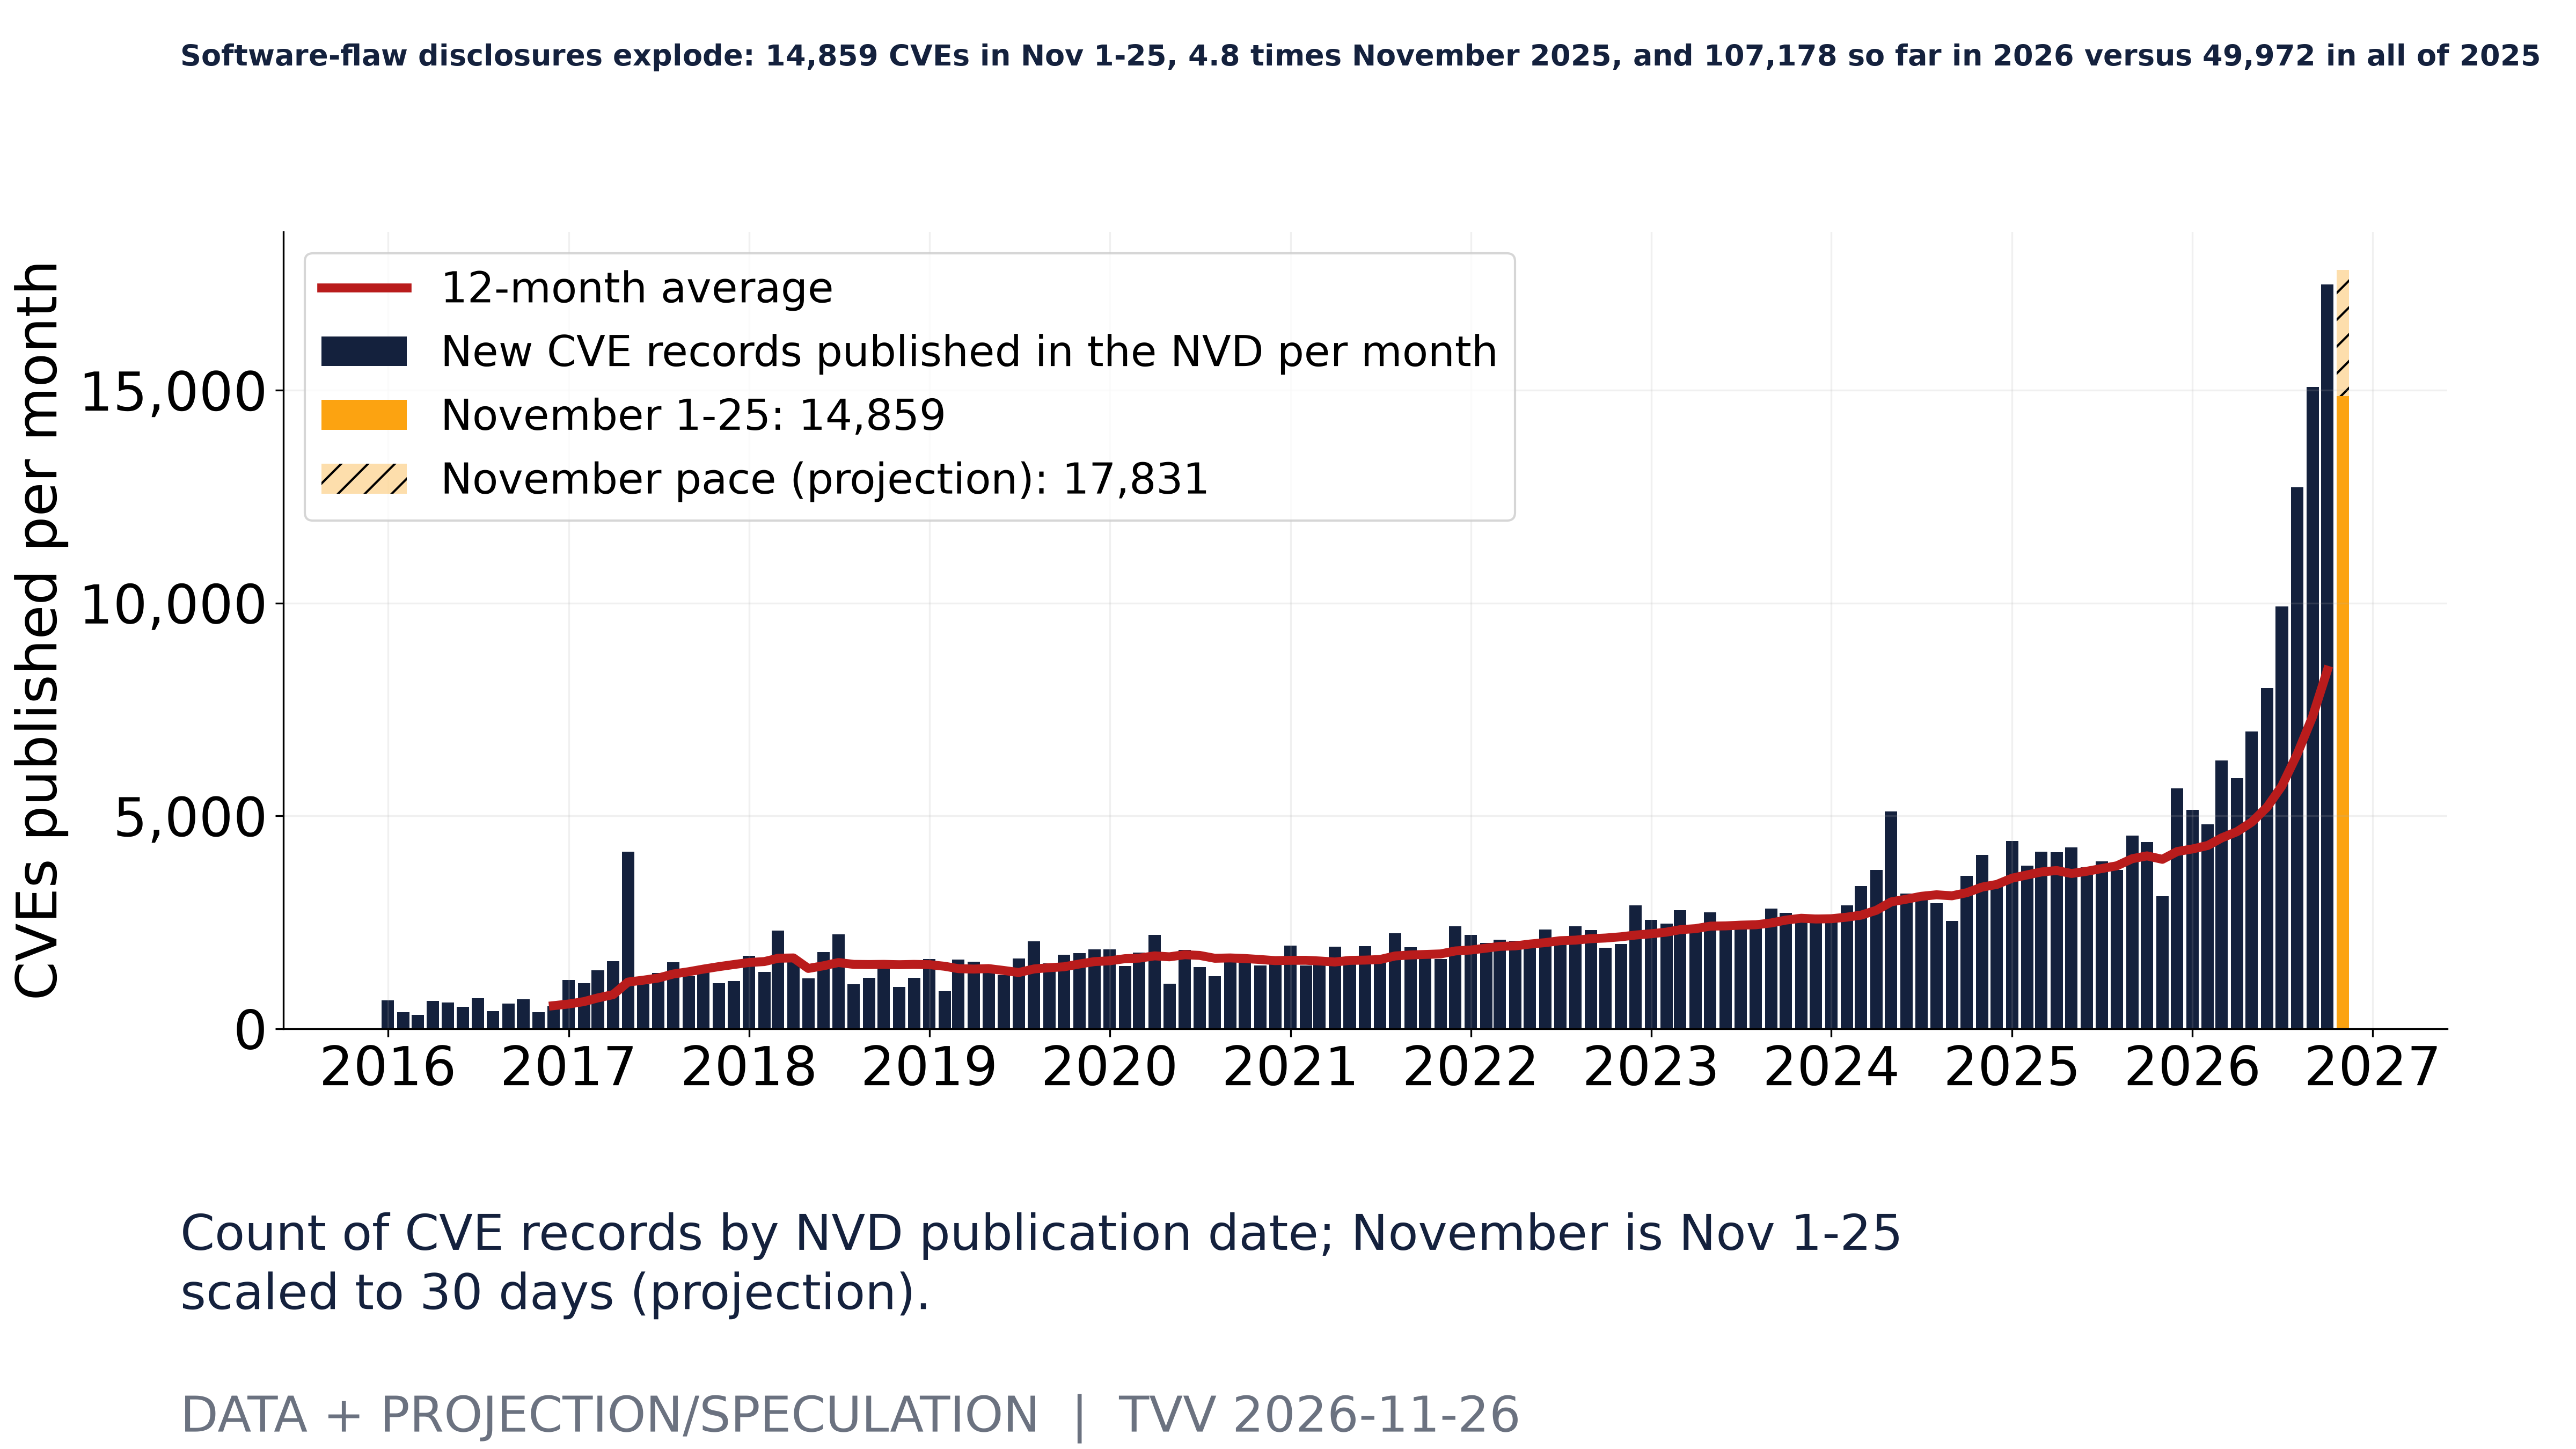 Software-flaw disclosures explode: 14,859 CVEs in Nov 1-25, 4.8 times November 2025, and 107,178 so far in 2026 versus 49,972 in all of 2025
12-month average
New CVE records published in the NVD per month
November 1-25: 14,859
November pace (projection): 17,831
CVEs published per month
15,000
10,000
5,000
0
2016 2017 2018 2019 2020 2021 2022 2023 2024 2025 2026 2027
Count of CVE records by NVD publication date; November is Nov 1-25
scaled to 30 days (projection).
DATA + PROJECTION/SPECULATION | TVV 2026-11-26